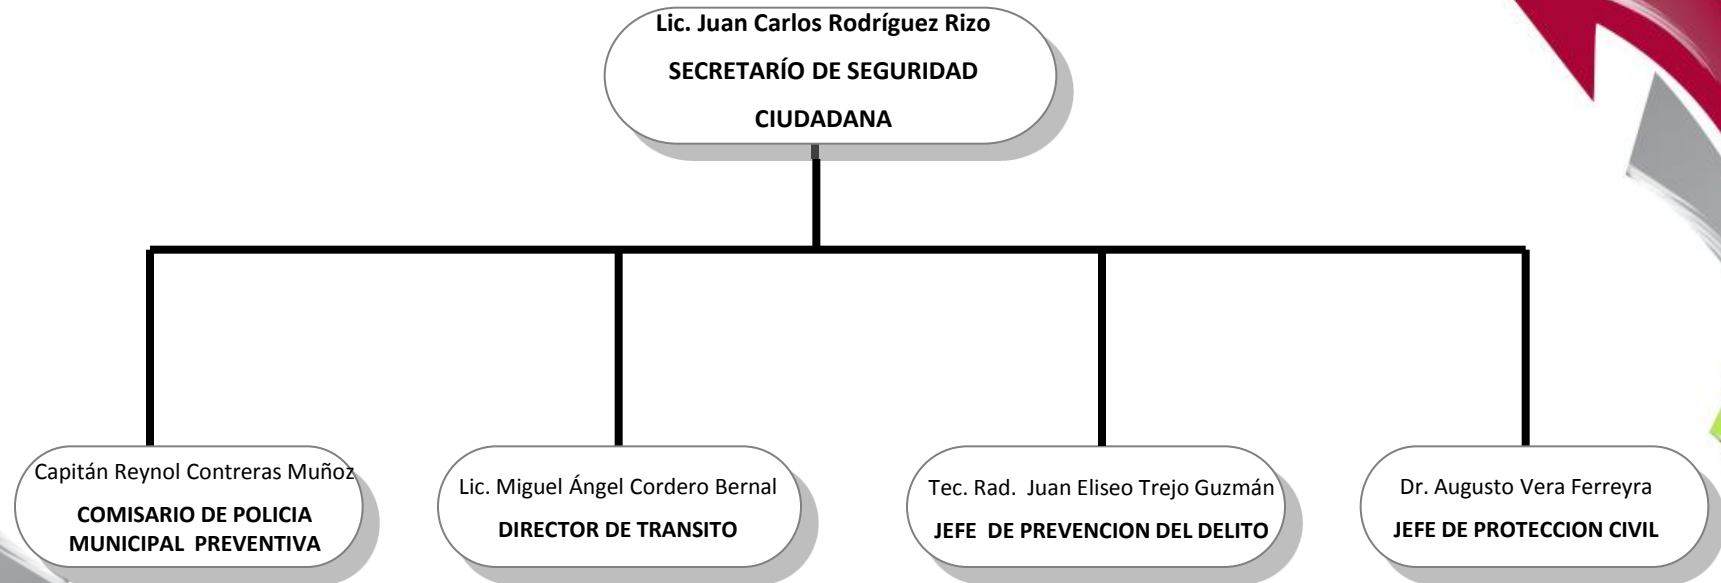 Lic. Juan Carlos Rodríguez Rizo
SECRETARÍO DE SEGURIDAD
CIUDADANA
Capitán Reynol Contreras Muñoz
COMISARIO DE POLICIA
MUNICIPAL PREVENTIVA
Lic. Miguel Ángel Cordero Bernal
DIRECTOR DE TRANSITO
Tec. Rad. Juan Eliseo Trejo Guzmán
JEFE DE PREVENCION DEL DELITO
Dr. Augusto Vera Ferreyra
JEFE DE PROTECCION CIVIL